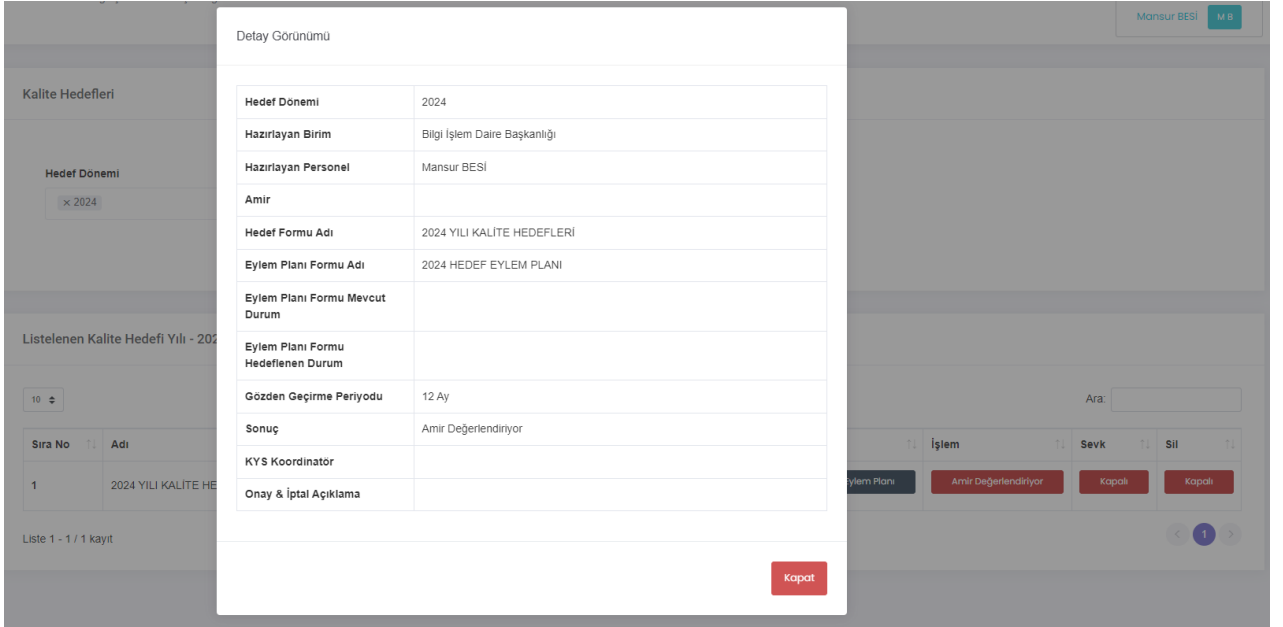 Mansur BESİ M B
Detay Görünümü
Kalite Hedefleri
Hedef Dönemi
× 2024
Hedef Dönemi 2024
Hazırlayan Birim Bilgi İşlem Daire Başkanlığı
Hazırlayan Personel Mansur BESİ
Amir
Hedef Formu Adı 2024 YILI KALİTE HEDEFLERİ
Eylem Planı Formu Adı 2024 HEDEF EYLEM PLANI
Eylem Planı Formu Mevcut
Durum
Eylem Planı Formu
Hedeflenen Durum
Gözden Geçirme Periyodu 12 Ay
Sonuç Amir Değerlendiriyor
KYS Koordinatör
Onay & İptal Açıklama
Kapat
Listelenen Kalite Hedefi Yılı - 202
10
Ara:
Sıra No Adı İşlem Sevk Sil
1 2024 YILI KALİTE HE ylem Planı Amir Değerlendiriyor Kapalı Kapalı
Liste 1 - 1 / 1 kayıt
< 1 >